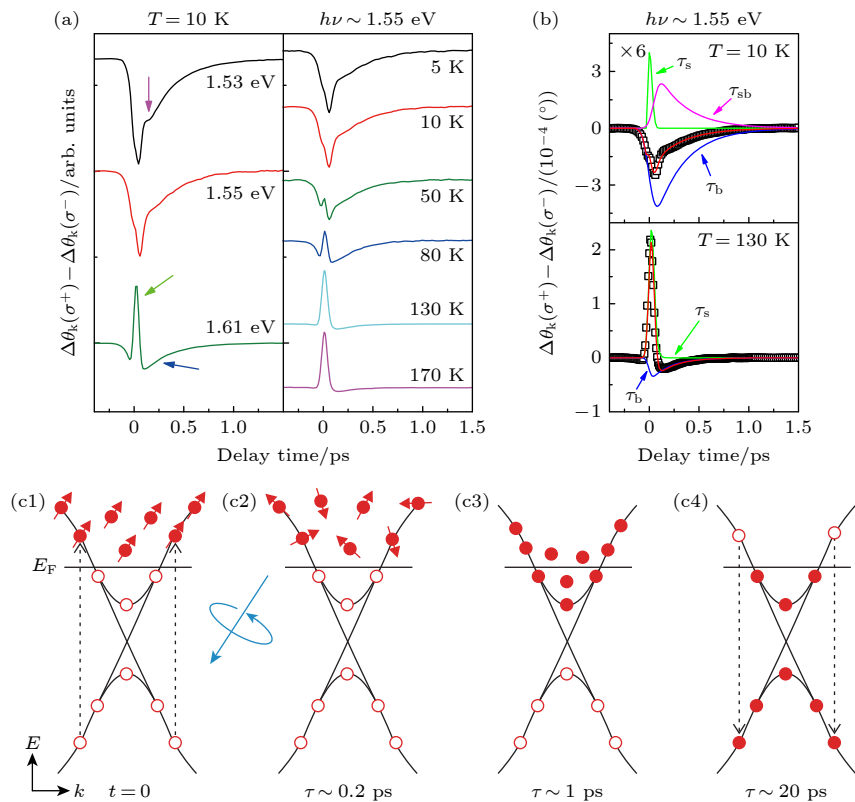 (a)
T = 10 K
hν ~ 1.55 eV
Δθk(σ+) − Δθk(σ−)/arb. units
1.53 eV
1.55 eV
1.61 eV
5 K
10 K
50 K
80 K
130 K
170 K
0 0.5 1.0 0 0.5 1.0 1.5
Delay time/ps
(b)
hν ~ 1.55 eV
Δθk(σ+) − Δθk(σ−)/(10−4 (°))
×6
T = 10 K
τs
τsb
τb
3
0
−3
T = 130 K
τs
τb
2
1
0
−1
0 0.5 1.0 1.5
Delay time/ps
(c1)
(c2)
(c3)
(c4)
EF
E
k
t = 0
τ ~ 0.2 ps
τ ~ 1 ps
τ ~ 20 ps